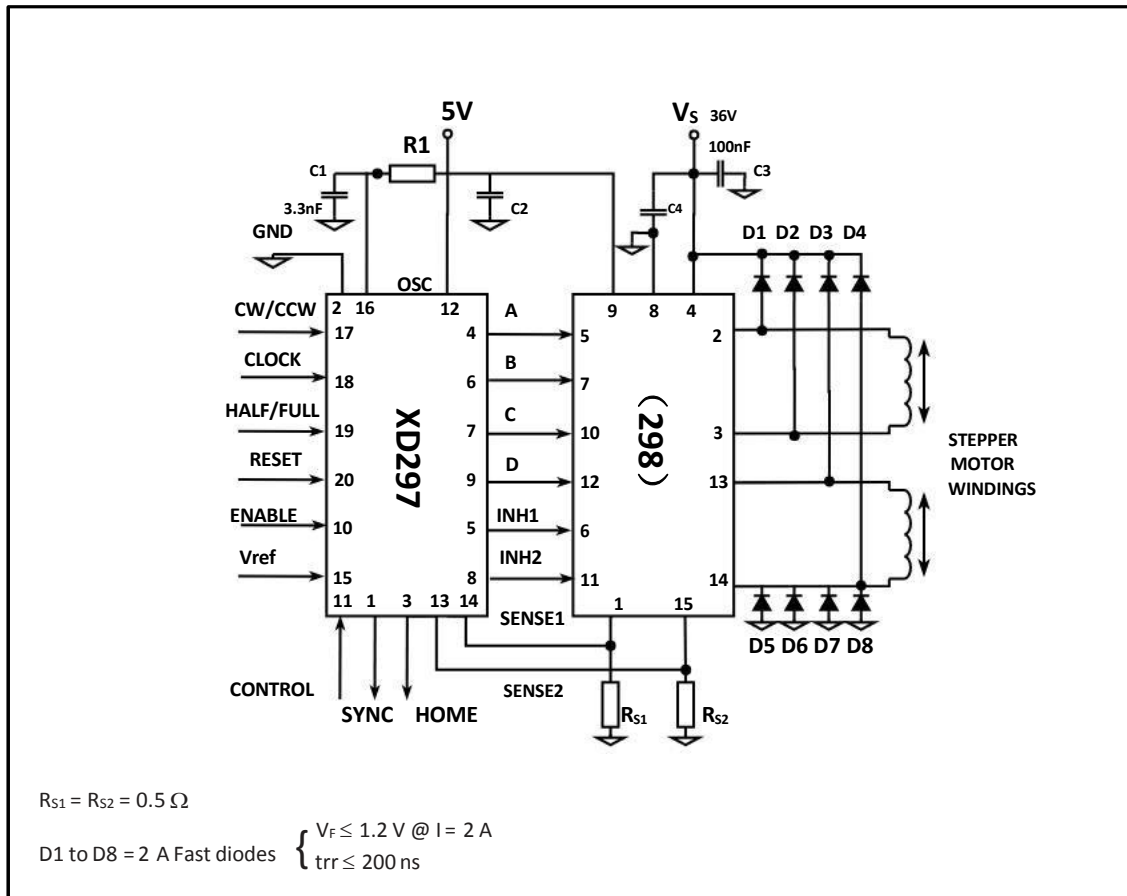 5V
Vs 36V
R1
100nF
C1
C3
3.3nF
C2
C4
GND
D1 D2 D3 D4
OSC
2 16 12
9 8 4
CW/CCW
17
4
A
5
2
CLOCK
18
6
B
7
HALF/FULL
19
7
C
10
3
XD297
(298)
STEPPER
MOTOR
WINDINGS
RESET
20
9
D
12
13
ENABLE
10
5
INH1
6
Vref
15
8
INH2
11
14
11 1 3 13 14
1 15
SENSE1
D5 D6 D7 D8
CONTROL
SENSE2
SYNC HOME
RS1 RS2
RS1 = RS2 = 0.5 Ω
VF ≤ 1.2 V @ I = 2 A
D1 to D8 = 2 A Fast diodes {
trr ≤ 200 ns